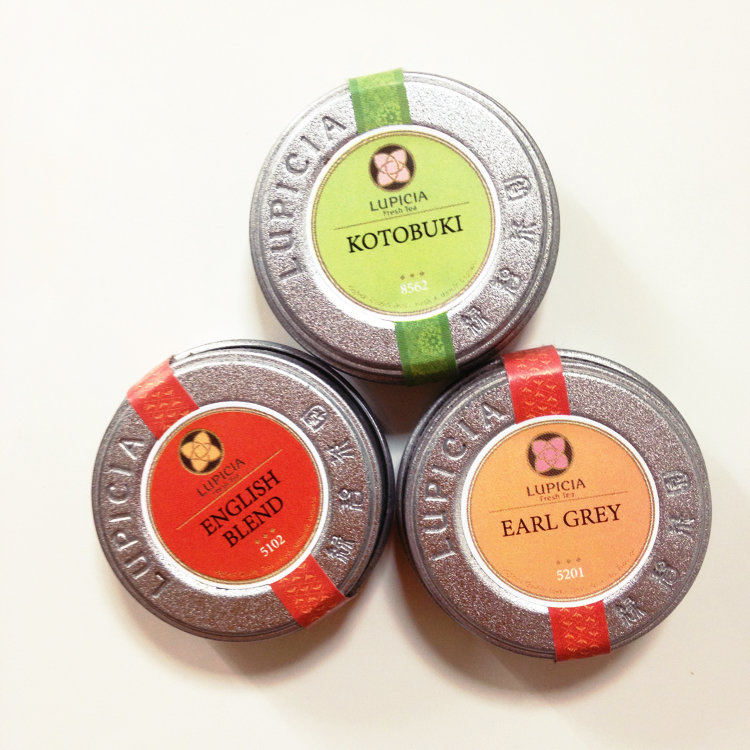 LUPICIA
LUPICIA
Fresh Tea
KOTOBUKI
8562
LUPICIA
LUPICIA
ENGLISH
BLEND
5102
LUPICIA
LUPICIA
Fresh Tea
EARL GREY
5201